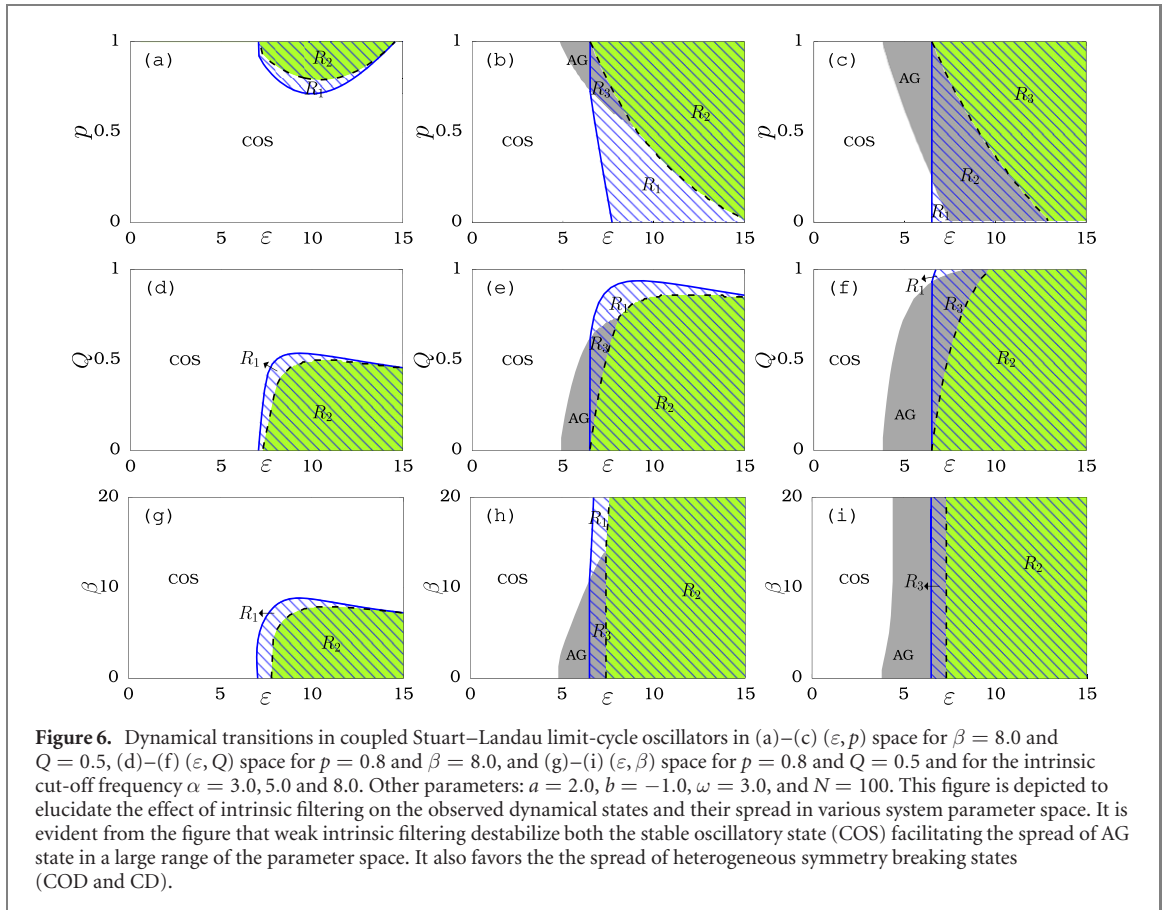 1 (a) R₂ R₁ COS p 0.5 0 0 5 ε 10 15
1 (b) AG R₃ R₂ COS p 0.5 R₁ 0 0 5 ε 10 15
1 (c) AG R₃ COS p 0.5 R₂ R₁ 0 0 5 ε 10 15
1 (d) COS Q 0.5 R₁ R₂ 0 0 5 ε 10 15
1 (e) R₁ COS Q 0.5 R₃ R₂ AG 0 0 5 ε 10 15
1 (f) R₁ R₃ COS Q 0.5 R₂ AG 0 0 5 ε 10 15
20 (g) COS β 10 R₁ R₂ 0 0 5 ε 10 15
20 (h) R₁ COS β 10 R₂ R₃ AG 0 0 5 ε 10 15
20 (i) COS β 10 R₃ R₂ AG 0 0 5 ε 10 15
Figure 6. Dynamical transitions in coupled Stuart–Landau limit-cycle oscillators in (a)–(c) (ε, p) space for β = 8.0 and
Q = 0.5, (d)–(f) (ε, Q) space for p = 0.8 and β = 8.0, and (g)–(i) (ε, β) space for p = 0.8 and Q = 0.5 and for the intrinsic
cut-off frequency α = 3.0, 5.0 and 8.0. Other parameters: a = 2.0, b = −1.0, ω = 3.0, and N = 100. This figure is depicted to
elucidate the effect of intrinsic filtering on the observed dynamical states and their spread in various system parameter space. It is
evident from the figure that weak intrinsic filtering destabilize both the stable oscillatory state (COS) facilitating the spread of AG
state in a large range of the parameter space. It also favors the the spread of heterogeneous symmetry breaking states
(COD and CD).